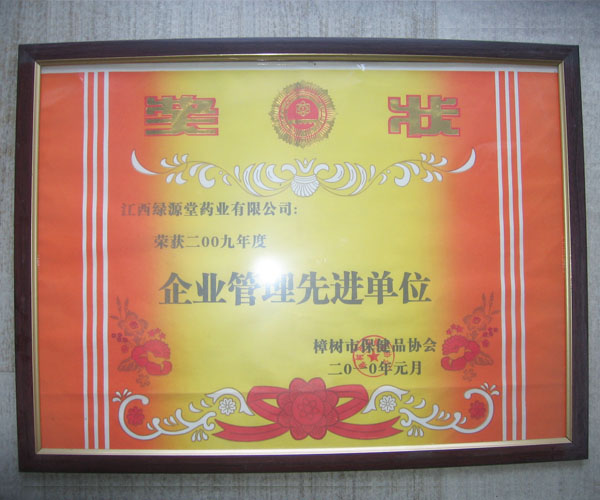 奖状
江西绿源堂药业有限公司:
荣获二00九年度
企业管理先进单位
樟树市保健品协会
二0一0年元月